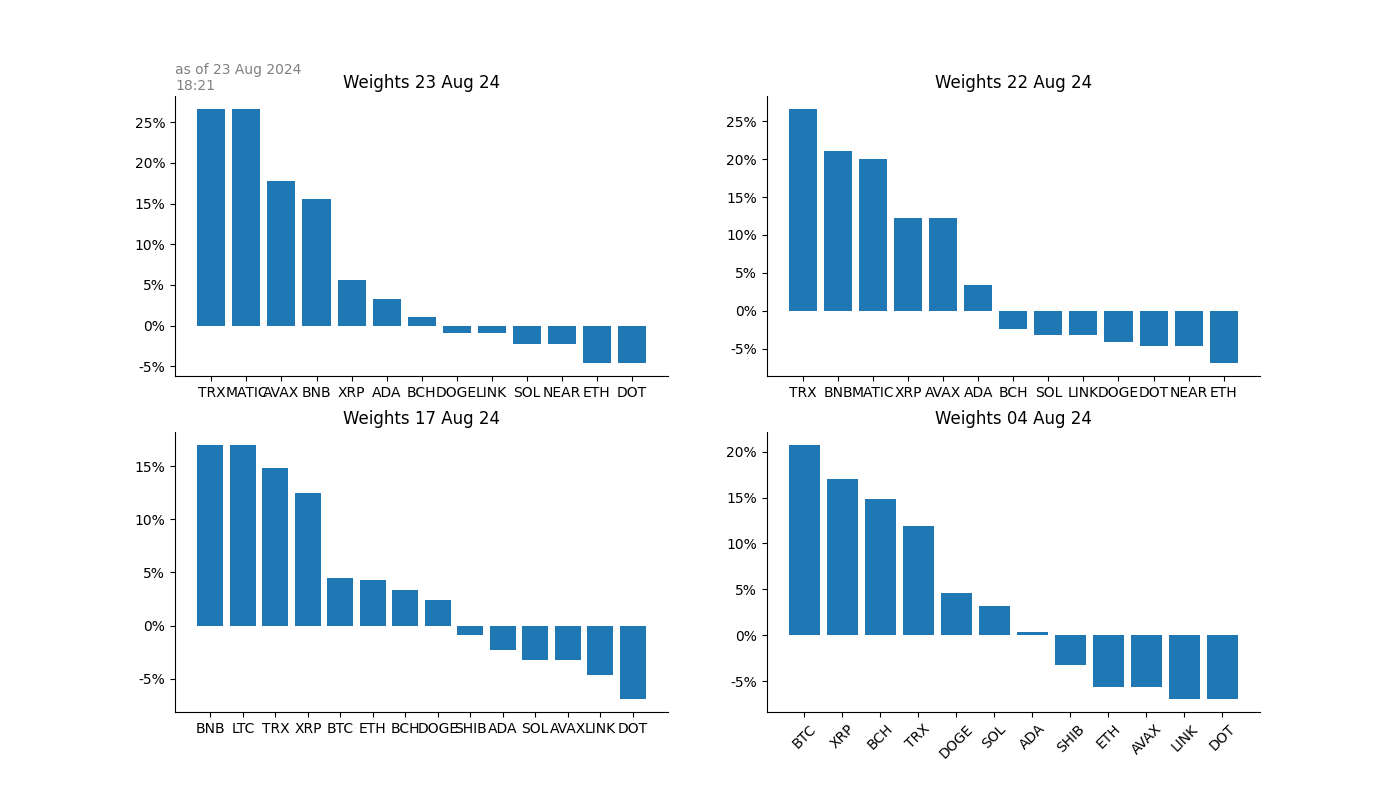 as of 23 Aug 2024
18:21
Weights 23 Aug 24
25%
20%
15%
10%
5%
0%
-5%
TRX MATIC AVAX BNB XRP ADA BCH DOGE LINK SOL NEAR ETH DOT
Weights 22 Aug 24
25%
20%
15%
10%
5%
0%
-5%
TRX BNB MATIC XRP AVAX ADA BCH SOL LINK DOGE DOT NEAR ETH
Weights 17 Aug 24
15%
10%
5%
0%
-5%
BNB LTC TRX XRP BTC ETH BCH DOGE SHIB ADA SOL AVAX LINK DOT
Weights 04 Aug 24
20%
15%
10%
5%
0%
-5%
BTC XRP BCH TRX DOGE SOL ADA SHIB ETH AVAX LINK DOT